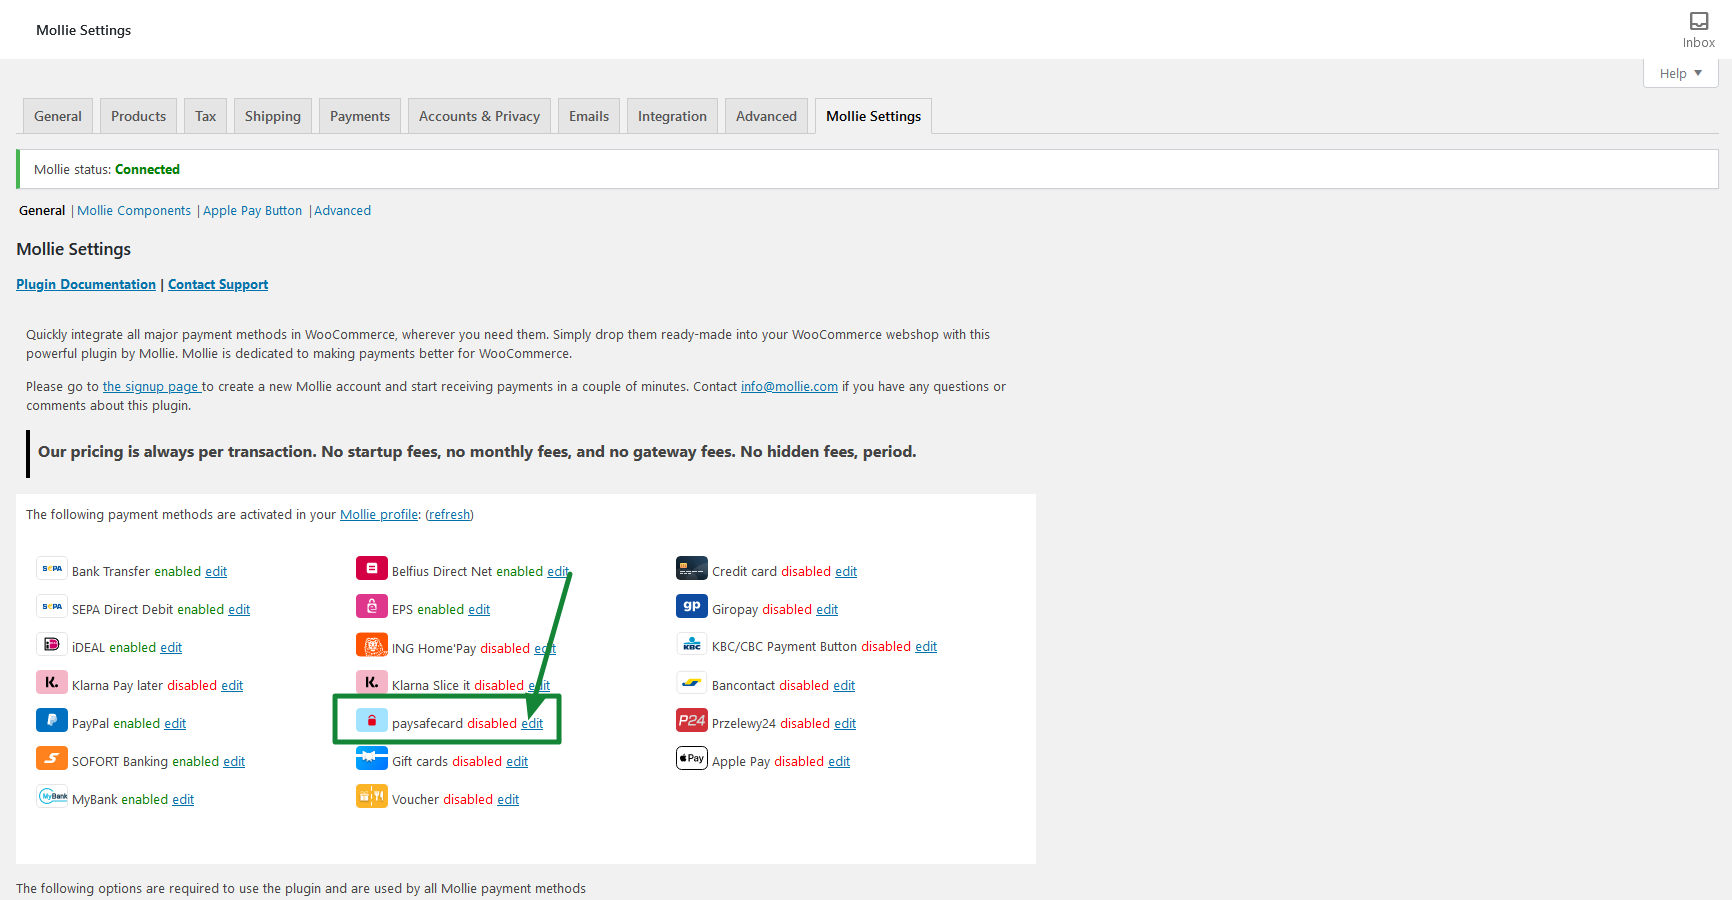 Mollie Settings
Inbox
Help
General Products Tax Shipping Payments Accounts & Privacy Emails Integration Advanced Mollie Settings
Mollie status: Connected
General | Mollie Components | Apple Pay Button | Advanced
Mollie Settings
Plugin Documentation | Contact Support
Quickly integrate all major payment methods in WooCommerce, wherever you need them. Simply drop them ready-made into your WooCommerce webshop with this
powerful plugin by Mollie. Mollie is dedicated to making payments better for WooCommerce.
Please go to the signup page to create a new Mollie account and start receiving payments in a couple of minutes. Contact info@mollie.com if you have any questions or
comments about this plugin.
Our pricing is always per transaction. No startup fees, no monthly fees, and no gateway fees. No hidden fees, period.
The following payment methods are activated in your Mollie profile: (refresh)
SEPA Bank Transfer enabled edit
Belfius Direct Net enabled edit
Credit card disabled edit
SEPA SEPA Direct Debit enabled edit
EPS enabled edit
gp Giropay disabled edit
iDEAL enabled edit
ING Home'Pay disabled edit
KBC KBC/CBC Payment Button disabled edit
K. Klarna Pay later disabled edit
K. Klarna Slice it disabled edit
Bancontact disabled edit
PayPal enabled edit
paysafecard disabled edit
P24 Przelewy24 disabled edit
SOFORT Banking enabled edit
Gift cards disabled edit
Pay Apple Pay disabled edit
MyBank MyBank enabled edit
Voucher disabled edit
The following options are required to use the plugin and are used by all Mollie payment methods